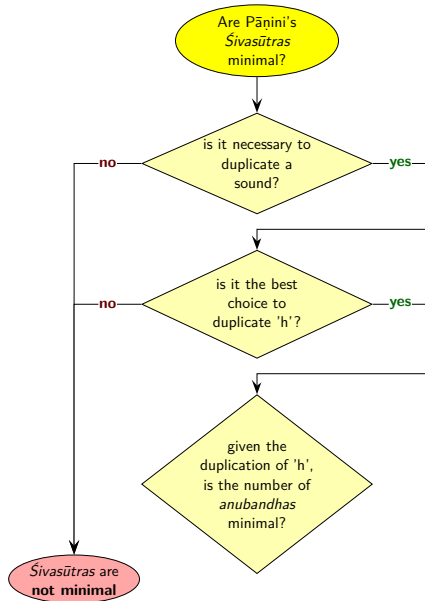 Are Pāṇini's
Śivasūtras
minimal?
is it necessary to
duplicate a
sound?
no
yes
is it the best
choice to
duplicate 'h'?
no
yes
given the
duplication of 'h',
is the number of
anubandhas
minimal?
Śivasūtras are
not minimal